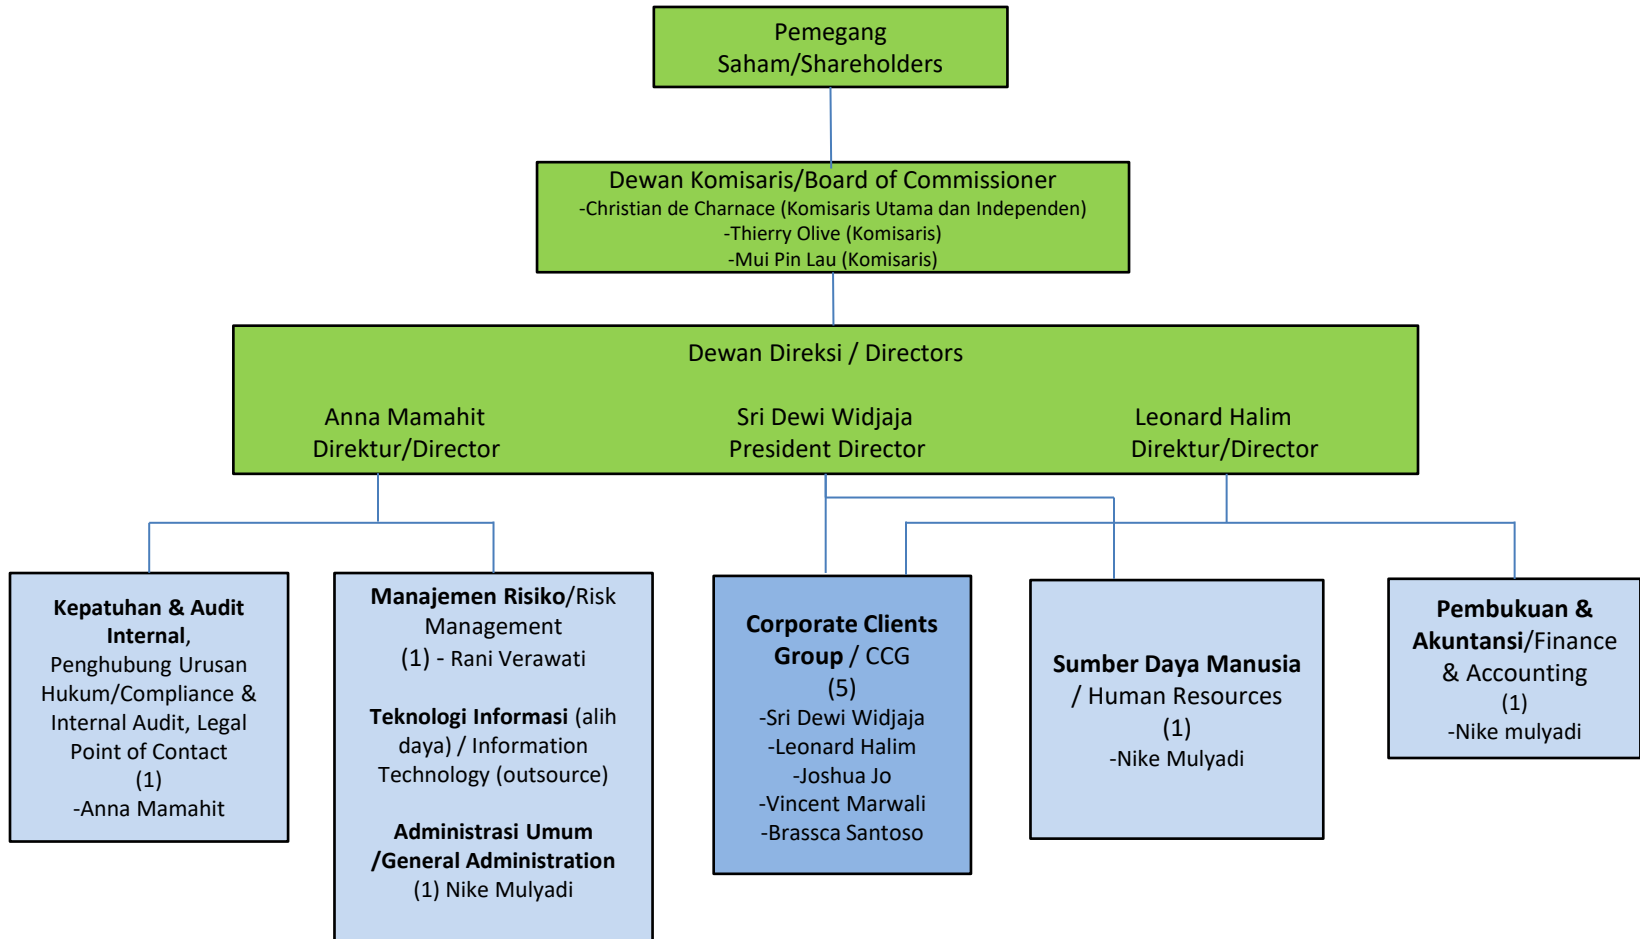 Pemegang
Saham/Shareholders
Dewan Komisaris/Board of Commissioner
-Christian de Charnace (Komisaris Utama dan Independen)
-Thierry Olive (Komisaris)
-Mui Pin Lau (Komisaris)
Dewan Direksi / Directors
Anna Mamahit
Direktur/Director
Sri Dewi Widjaja
President Director
Leonard Halim
Direktur/Director
Kepatuhan & Audit
Internal,
Penghubung Urusan
Hukum/Compliance &
Internal Audit, Legal
Point of Contact
(1)
-Anna Mamahit
Manajemen Risiko/Risk
Management
(1) - Rani Verawati
Teknologi Informasi (alih
daya) / Information
Technology (outsource)
Administrasi Umum
/General Administration
(1) Nike Mulyadi
Corporate Clients
Group / CCG
(5)
-Sri Dewi Widjaja
-Leonard Halim
-Joshua Jo
-Vincent Marwali
-Brassca Santoso
Sumber Daya Manusia
/ Human Resources
(1)
-Nike Mulyadi
Pembukuan &
Akuntansi/Finance
& Accounting
(1)
-Nike mulyadi